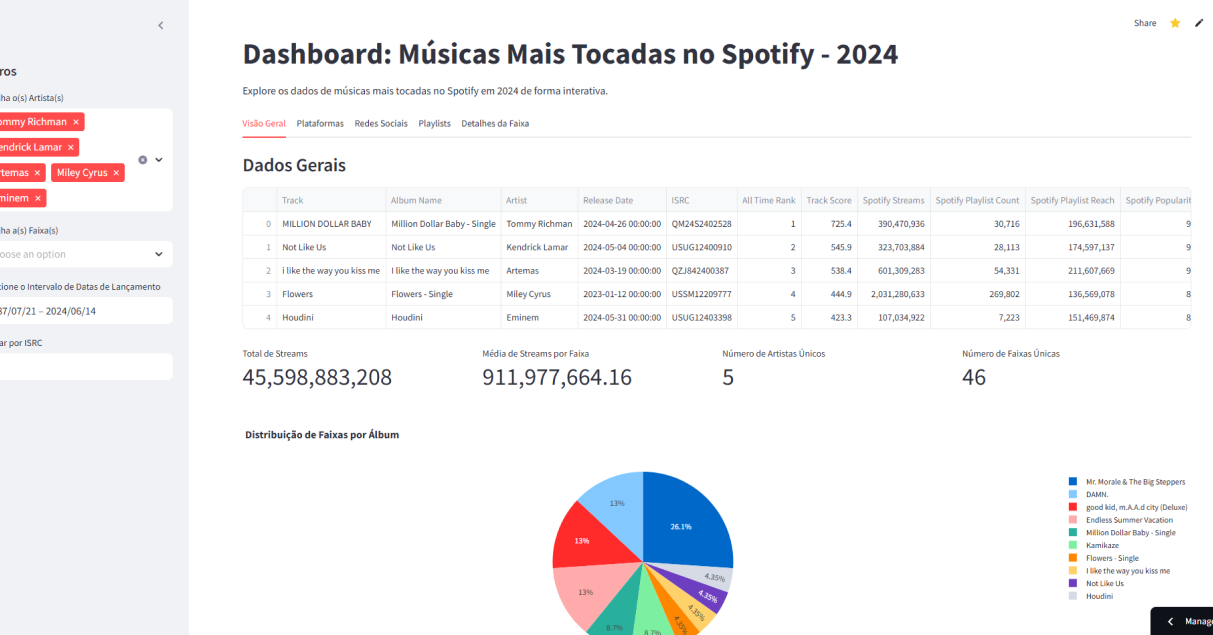 Share
Dashboard: Músicas Mais Tocadas no Spotify - 2024
Explore os dados de músicas mais tocadas no Spotify em 2024 de forma interativa.
Visão Geral Plataformas Redes Sociais Playlists Detalhes da Faixa
ros
ha o(s) Artista(s)
ommy Richman ×
endrick Lamar ×
rtemas × Miley Cyrus ×
minem ×
ha a(s) Faixa(s)
oose an option
cione o Intervalo de Datas de Lançamento
87/07/21 – 2024/06/14
ar por ISRC
Dados Gerais
Track Album Name Artist Release Date ISRC All Time Rank Track Score Spotify Streams Spotify Playlist Count Spotify Playlist Reach Spotify Popularit
0 MILLION DOLLAR BABY Million Dollar Baby - Single Tommy Richman 2024-04-26 00:00:00 QM24S2402528 1 725.4 390,470,936 30,716 196,631,588 9
1 Not Like Us Not Like Us Kendrick Lamar 2024-05-04 00:00:00 USUG12400910 2 545.9 323,703,884 28,113 174,597,137 9
2 i like the way you kiss me I like the way you kiss me Artemas 2024-03-19 00:00:00 QZJ842400387 3 538.4 601,309,283 54,331 211,607,669 9
3 Flowers Flowers - Single Miley Cyrus 2023-01-12 00:00:00 USSM12209777 4 444.9 2,031,280,633 269,802 136,569,078 8
4 Houdini Houdini Eminem 2024-05-31 00:00:00 USUG12403398 5 423.3 107,034,922 7,223 151,469,874 8
Total de Streams Média de Streams por Faixa Número de Artistas Únicos Número de Faixas Únicas
45,598,883,208 911,977,664.16 5 46
Distribuição de Faixas por Álbum
13%
26.1%
13%
13%
8.7%
8.7%
4.35%
4.35%
4.35%
4.35%
Mr. Morale & The Big Steppers
DAMN.
good kid, m.A.A.d city (Deluxe)
Endless Summer Vacation
Million Dollar Baby - Single
Kamikaze
Flowers - Single
I like the way you kiss me
Not Like Us
Houdini
Manag